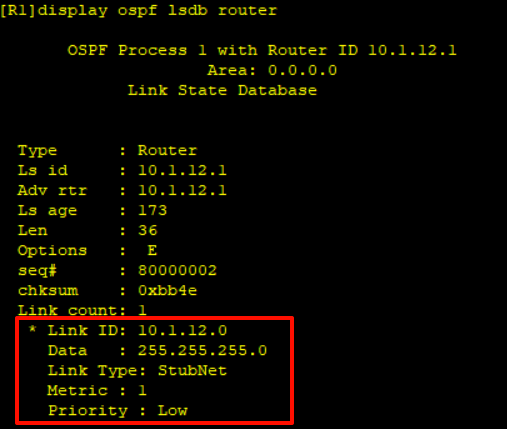 [R1]display ospf lsdb router
OSPF Process 1 with Router ID 10.1.12.1
Area: 0.0.0.0
Link State Database
Type : Router
Ls id : 10.1.12.1
Adv rtr : 10.1.12.1
Ls age : 173
Len : 36
Options : E
seq# : 80000002
chksum : 0xbb4e
Link count: 1
* Link ID: 10.1.12.0
Data : 255.255.255.0
Link Type: StubNet
Metric : 1
Priority : Low